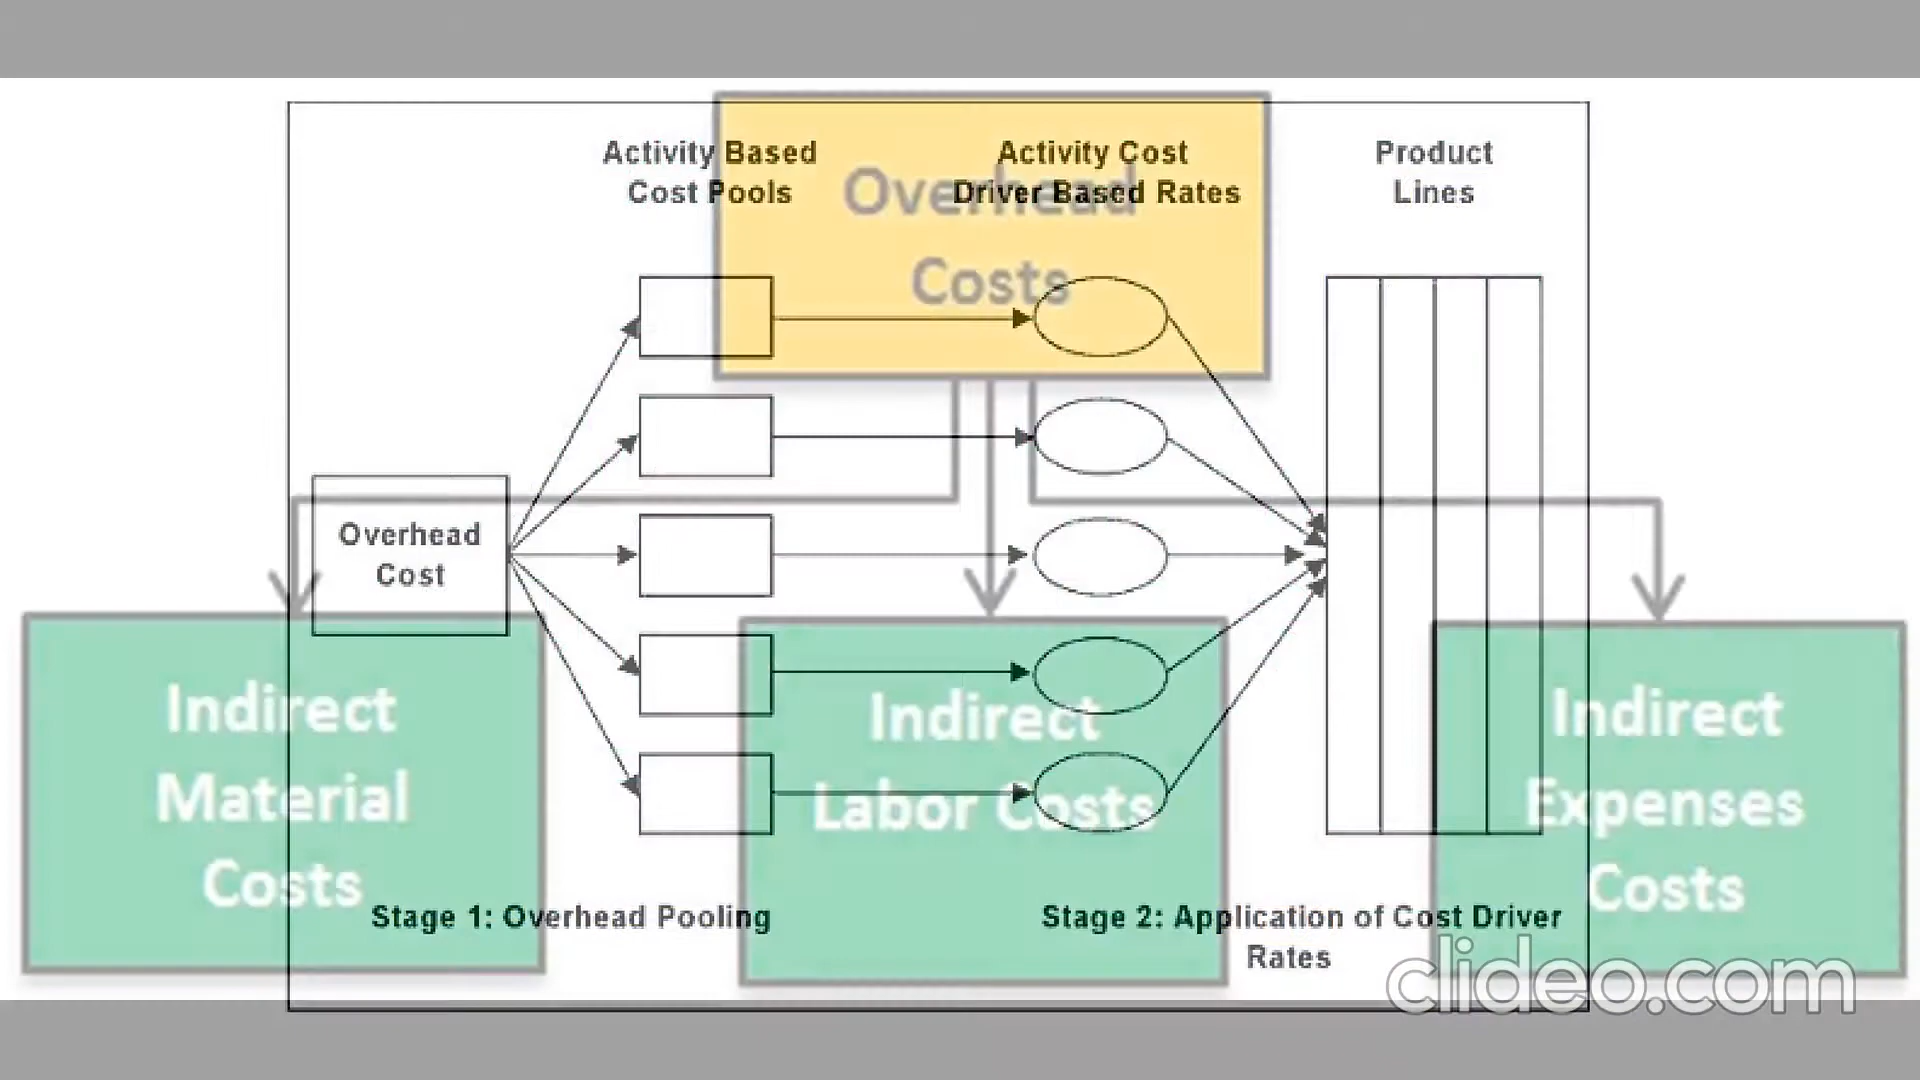 Activity Based
Cost Pools
Activity Cost
Driver Based Rates
Product
Lines
Overhead
Costs
Overhead
Cost
Indirect
Material
Costs
Indirect
Labor Costs
Indirect
Expenses
Costs
Stage 1: Overhead Pooling
Stage 2: Application of Cost Driver
Rates
clideo.com